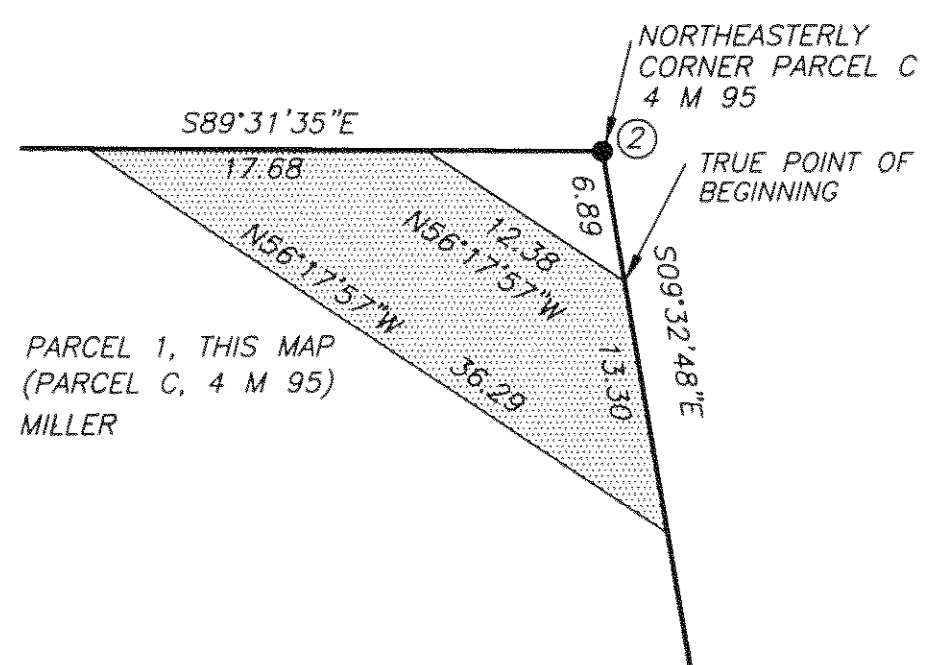 NORTHEASTERLY
CORNER PARCEL C
4 M 95
S89°31'35"E
②
17.68
TRUE POINT OF
BEGINNING
6.89
12.38
N56°17'57"W
N56°17'57"W
36.29
S09°32'48"E
13.30
PARCEL 1, THIS MAP
(PARCEL C, 4 M 95)
MILLER